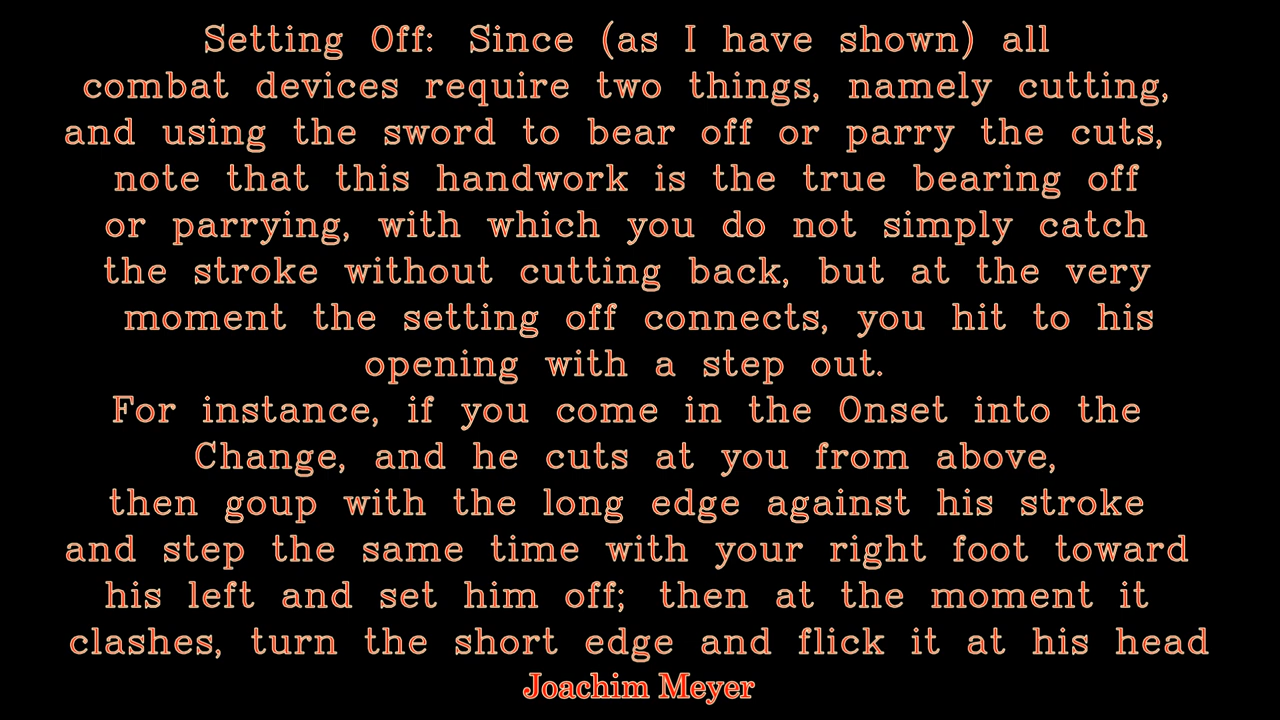 Setting Off: Since (as I have shown) all
combat devices require two things, namely cutting,
and using the sword to bear off or parry the cuts,
note that this handwork is the true bearing off
or parrying, with which you do not simply catch
the stroke without cutting back, but at the very
moment the setting off connects, you hit to his
opening with a step out.
For instance, if you come in the Onset into the
Change, and he cuts at you from above,
then goup with the long edge against his stroke
and step the same time with your right foot toward
his left and set him off; then at the moment it
clashes, turn the short edge and flick it at his head
Joachim Meyer